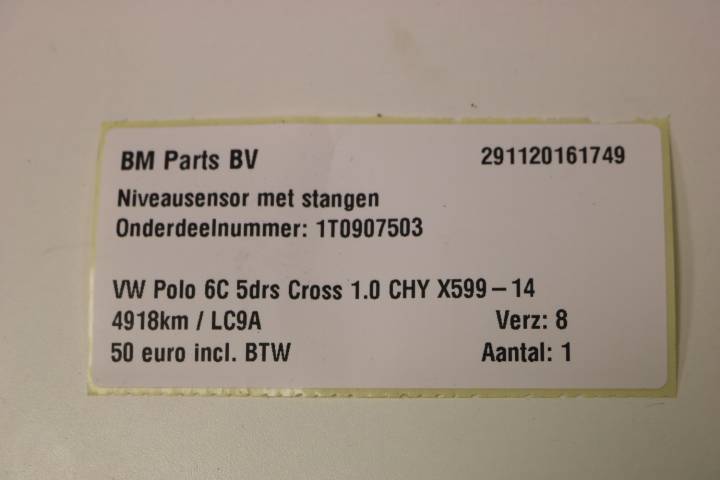 BM Parts BV 291120161749
Niveausensor met stangen
Onderdeelnummer: 1T0907503
VW Polo 6C 5drs Cross 1.0 CHY X599-14
4918km / LC9A Verz: 8
50 euro incl. BTW Aantal: 1